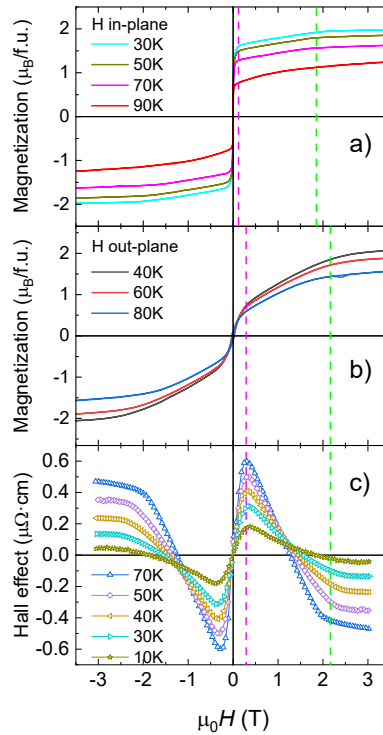 H in-plane
30K
50K
70K
90K
a)
Magnetization (μB/f.u.)
2
1
0
-1
-2
H out-plane
40K
60K
80K
b)
Magnetization (μB/f.u.)
2
1
0
-1
-2
c)
Hall effect (μΩ·cm)
0.6
0.4
0.2
0.0
-0.2
-0.4
-0.6
70K
50K
40K
30K
10K
-3 -2 -1 0 1 2 3
μ0H (T)